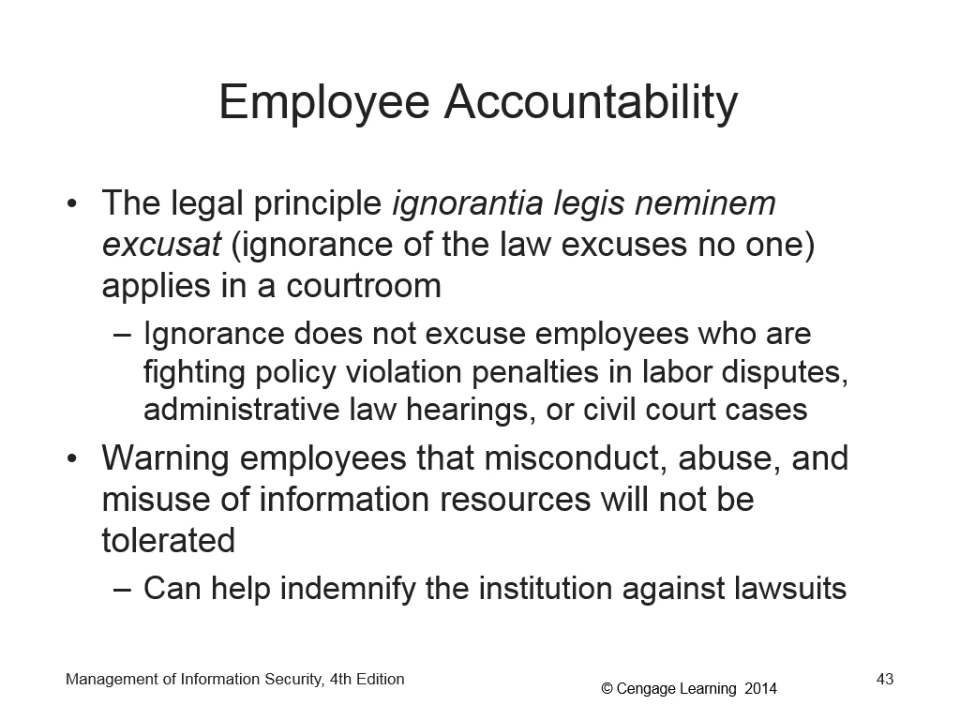 Employee Accountability
• The legal principle ignorantia legis neminem
excusat (ignorance of the law excuses no one)
applies in a courtroom
– Ignorance does not excuse employees who are
fighting policy violation penalties in labor disputes,
administrative law hearings, or civil court cases
• Warning employees that misconduct, abuse, and
misuse of information resources will not be
tolerated
– Can help indemnify the institution against lawsuits
Management of Information Security, 4th Edition
© Cengage Learning 2014
43